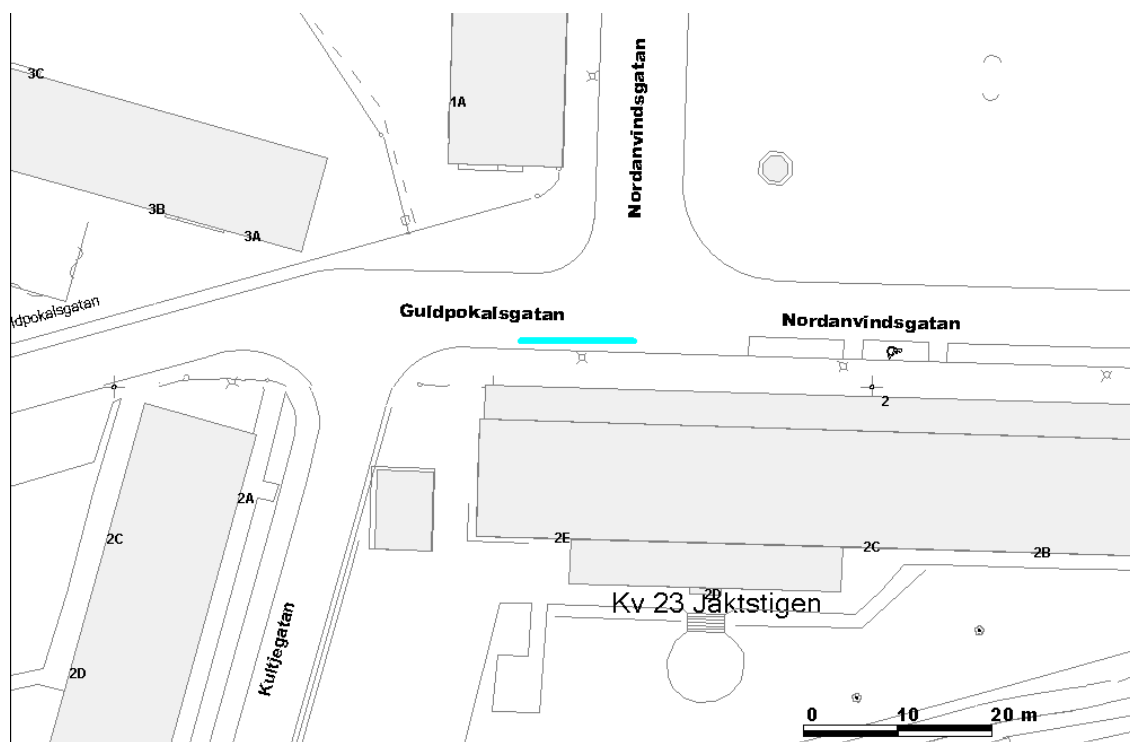 3C
1A
Nordanvindsgatan
3B
3A
Guldpokalsgatan
Nordanvindsgatan
ldpokalsgatan
2
2A
2C
2E
2C
2B
2D
Kv 23 Jaktstigen
Kultjegatan
2D
0 10 20 m